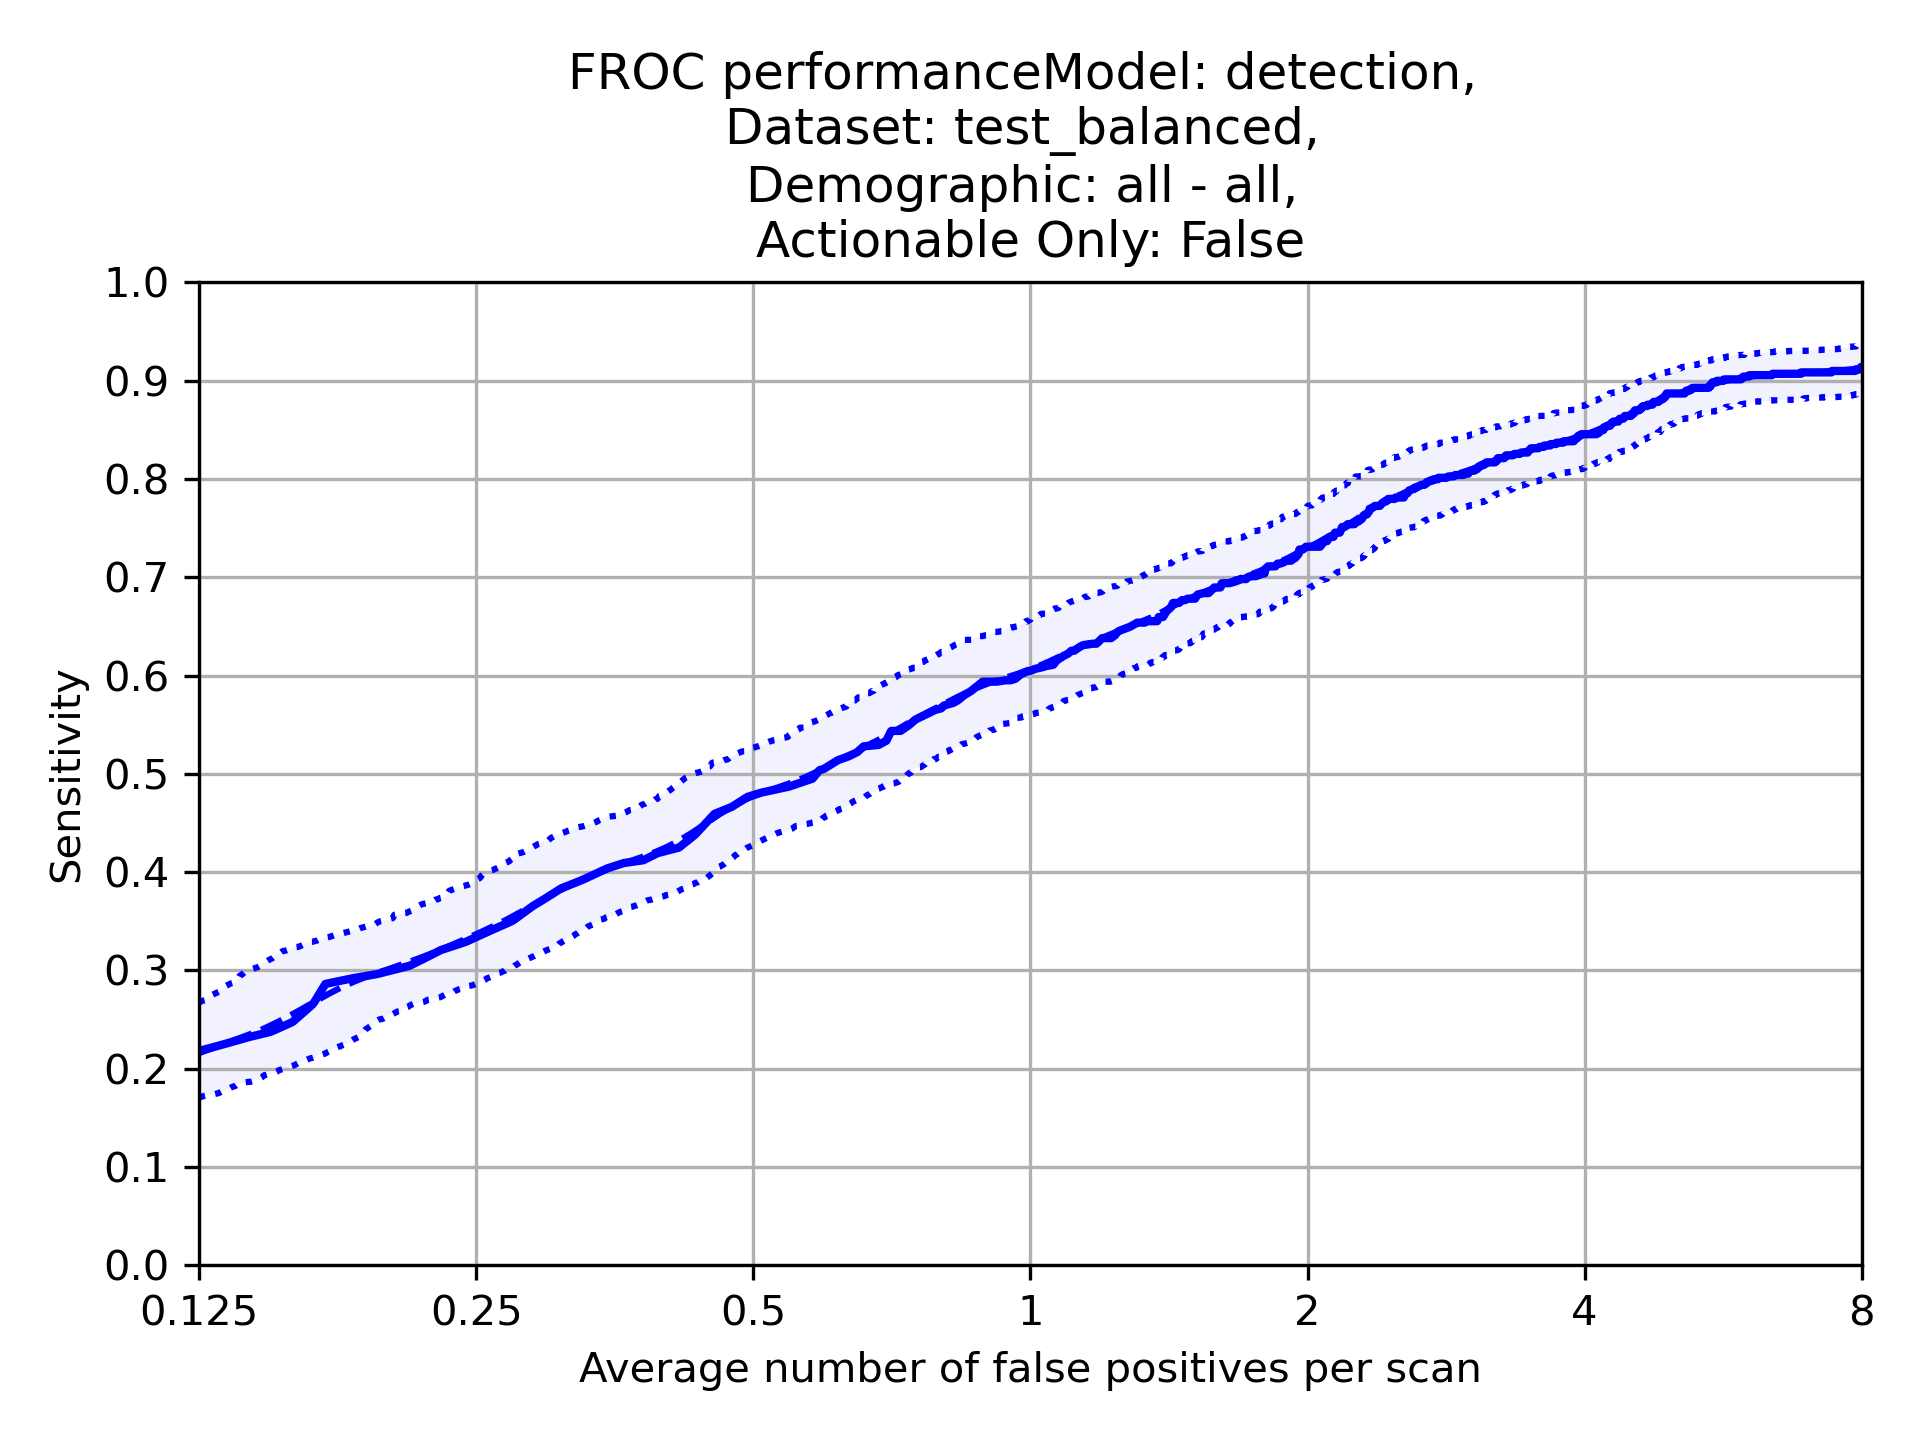 FROC performanceModel: detection,
Dataset: test_balanced,
Demographic: all - all,
Actionable Only: False
1.0
0.9
0.8
0.7
0.6
0.5
0.4
0.3
0.2
0.1
0.0
Sensitivity
0.125 0.25 0.5 1 2 4 8
Average number of false positives per scan